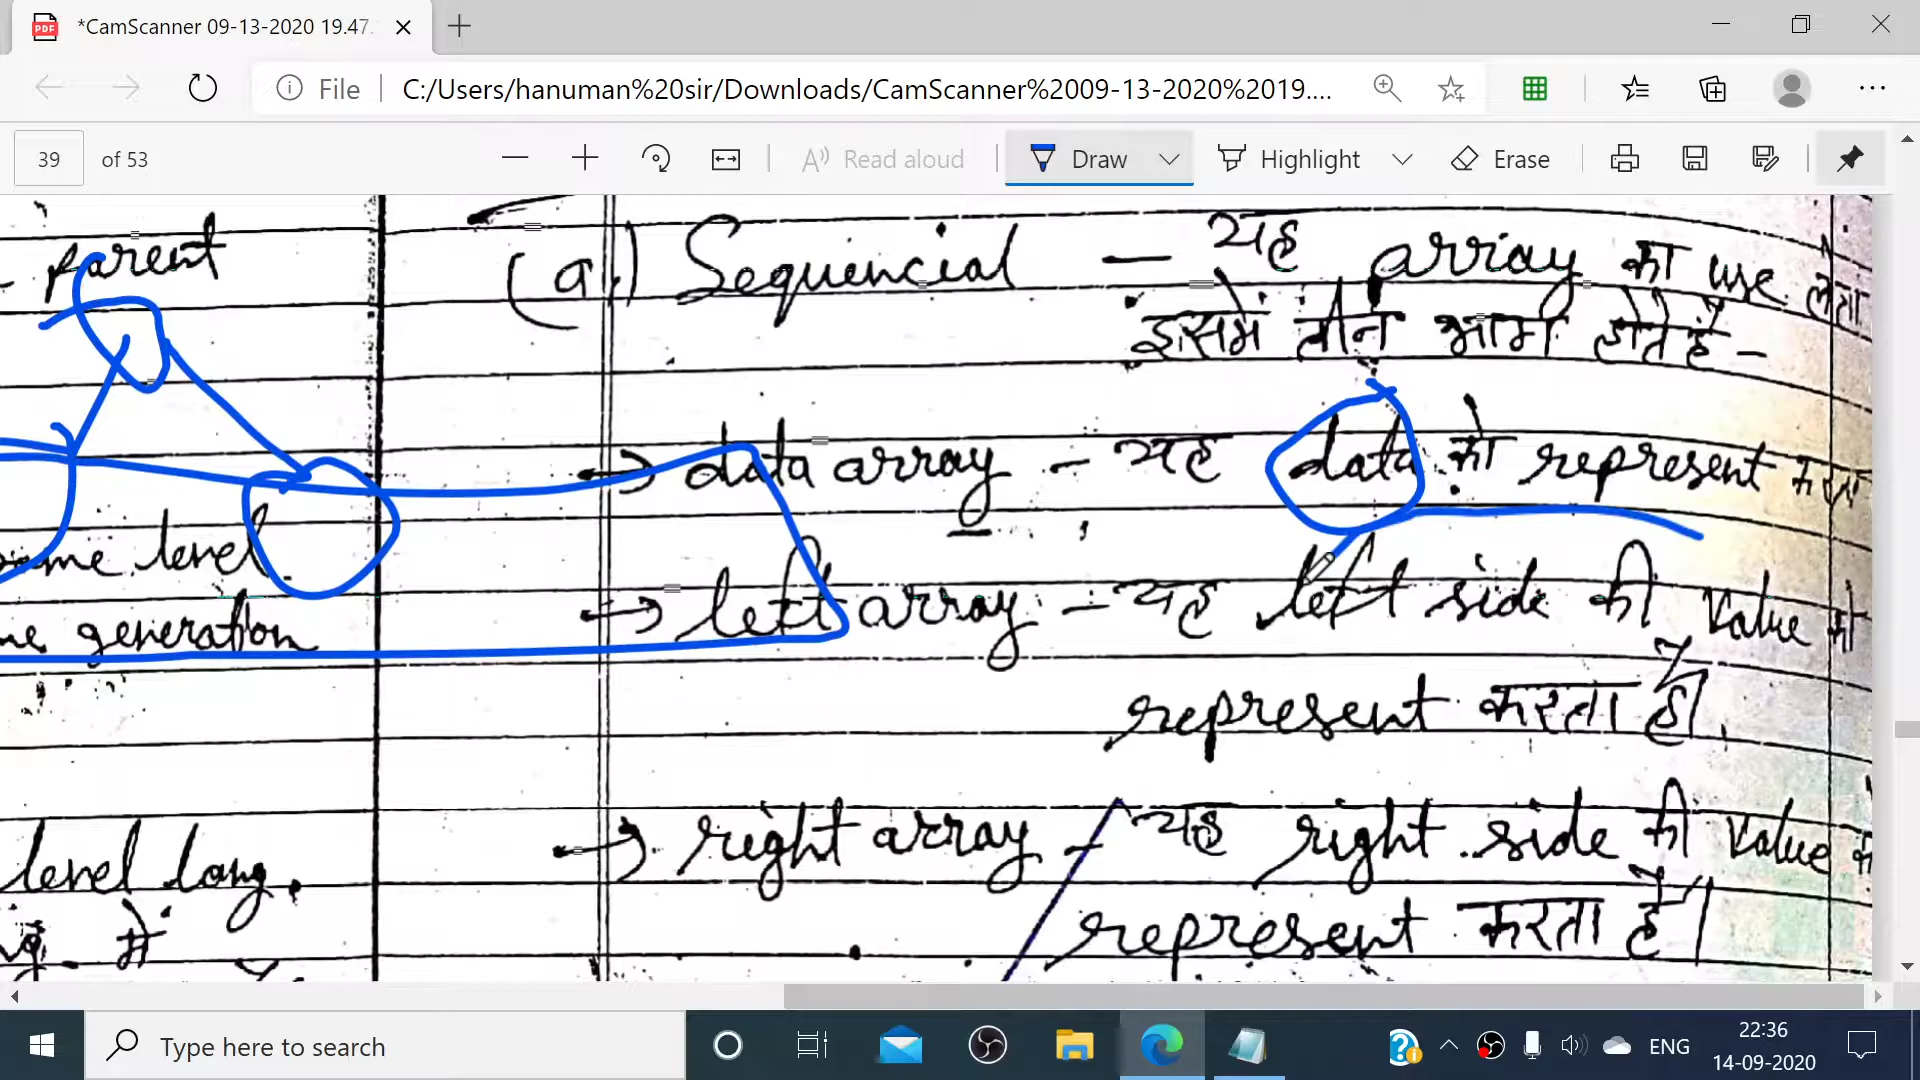 *CamScanner 09-13-2020 19.47.
File
C:/Users/hanuman%20sir/Downloads/CamScanner%2009-13-2020%2019....
39 of 53
Read aloud
Draw
Highlight
Erase
parent
level.
generation
level lang.
में
(a) Sequencial - यह array का use लेता
इसमें तीन भाग होते हैं -
→ data array - यह data को represent करता
→ left array - यह left side की value को
represent करता है।
→ right array - यह right side की value को
represent करता है।
Type here to search
ENG
22:36
14-09-2020